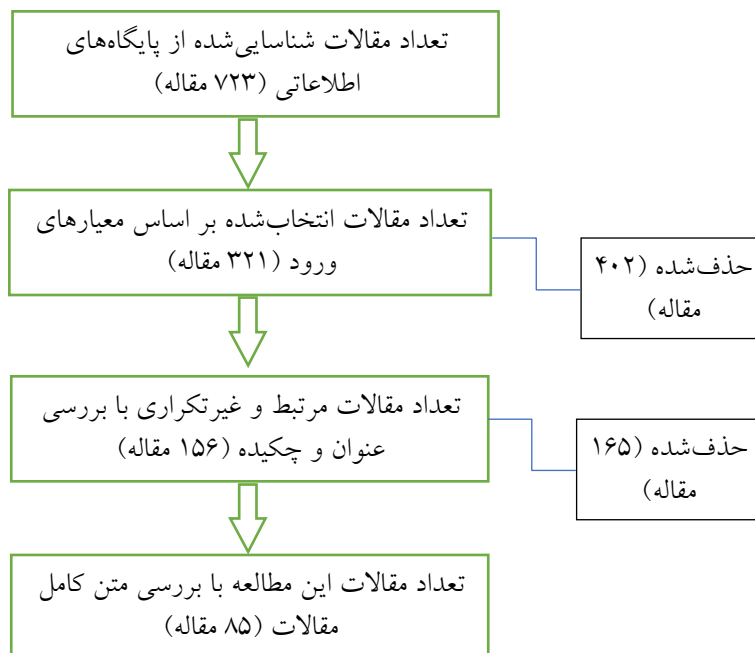 تعداد مقالات شناسایی‌شده از پایگاه‌های
اطلاعاتی (۷۲۳ مقاله)
تعداد مقالات انتخاب‌شده بر اساس معیارهای
ورود (۳۲۱ مقاله)
حذف‌شده (۴۰۲
مقاله)
تعداد مقالات مرتبط و غیرتکراری با بررسی
عنوان و چکیده (۱۵۶ مقاله)
حذف‌شده (۱۶۵
مقاله)
تعداد مقالات این مطالعه با بررسی متن کامل
مقالات (۸۵ مقاله)